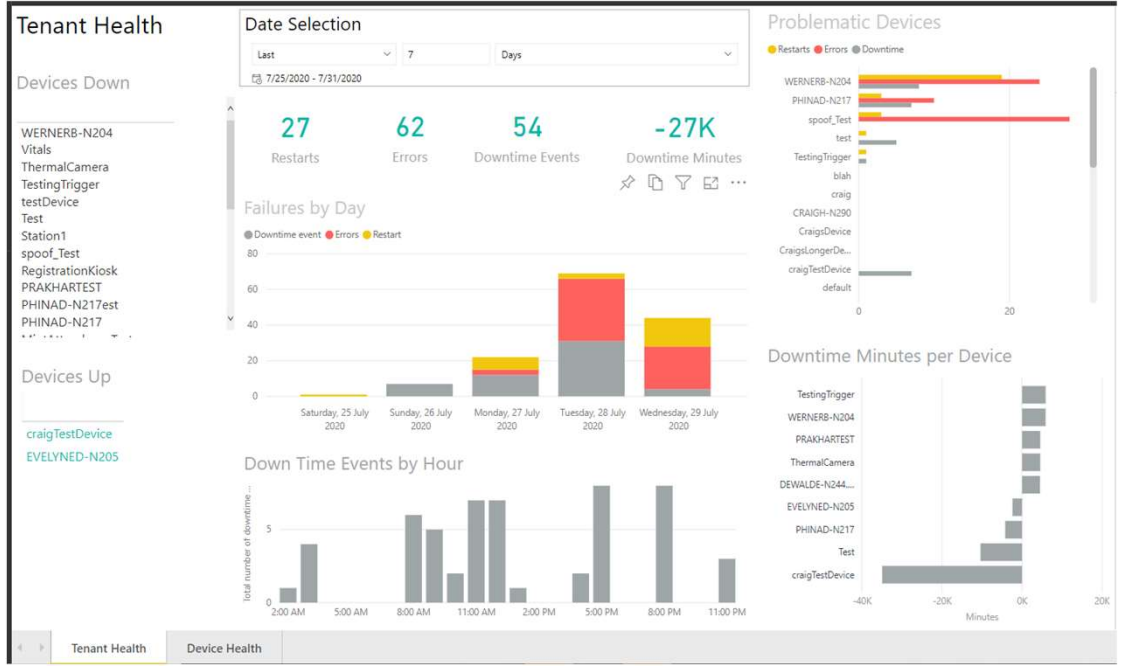 Tenant Health
Devices Down
WERNERB-N204
Vitals
ThermalCamera
TestingTrigger
testDevice
Test
Station1
spoof_Test
RegistrationKiosk
PRAKHARTEST
PHINAD-N217est
PHINAD-N217
Devices Up
craigTestDevice
EVELYNED-N205
Date Selection
Last 7 Days
7/25/2020 - 7/31/2020
27 62 54 -27K
Restarts Errors Downtime Events Downtime Minutes
Failures by Day
Downtime event Errors Restart
80
60
40
20
0
Saturday, 25 July Sunday, 26 July Monday, 27 July Tuesday, 28 July Wednesday, 29 July
2020 2020 2020 2020 2020
Down Time Events by Hour
Total number of downtime ...
5
0
2:00 AM 5:00 AM 8:00 AM 11:00 AM 2:00 PM 5:00 PM 8:00 PM 11:00 PM
Problematic Devices
Restarts Errors Downtime
WERNERB-N204
PHINAD-N217
spoof_Test
test
TestingTrigger
blah
craig
CRAIGH-N290
CraigsDevice
CraigsLongerDe...
craigTestDevice
default
0 20
Downtime Minutes per Device
TestingTrigger
WERNERB-N204
PRAKHARTEST
ThermalCamera
DEWALDE-N244....
EVELYNED-N205
PHINAD-N217
Test
craigTestDevice
-40K -20K 0K 20K
Minutes
Tenant Health Device Health